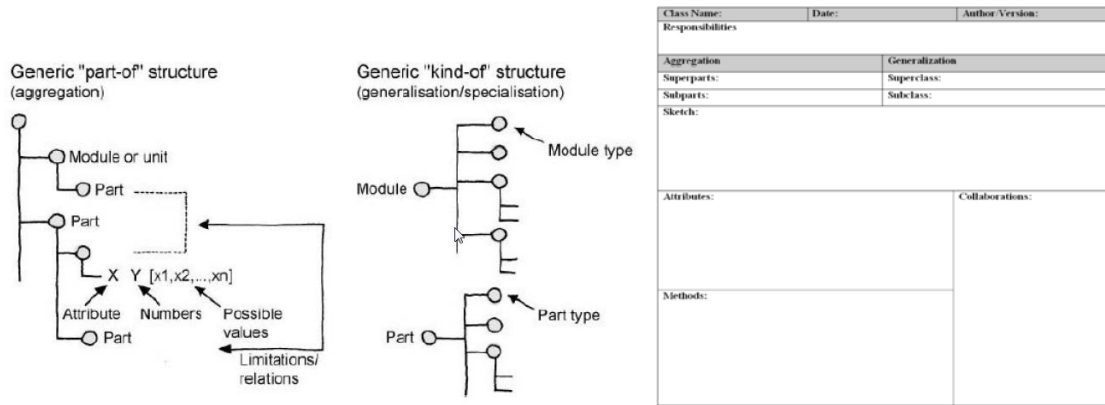 Generic "part-of" structure
(aggregation)
Module or unit
Part
Part
X Y [x1,x2,...,xn]
Attribute Numbers Possible
values
Part
Limitations/
relations
Generic "kind-of" structure
(generalisation/specialisation)
Module type
Module
Part type
Part
Class Name: Date: Author/Version:
Responsibilities
Aggregation Generalization
Superparts: Superclass:
Subparts: Subclass:
Sketch:
Attributes: Collaborations:
Methods: